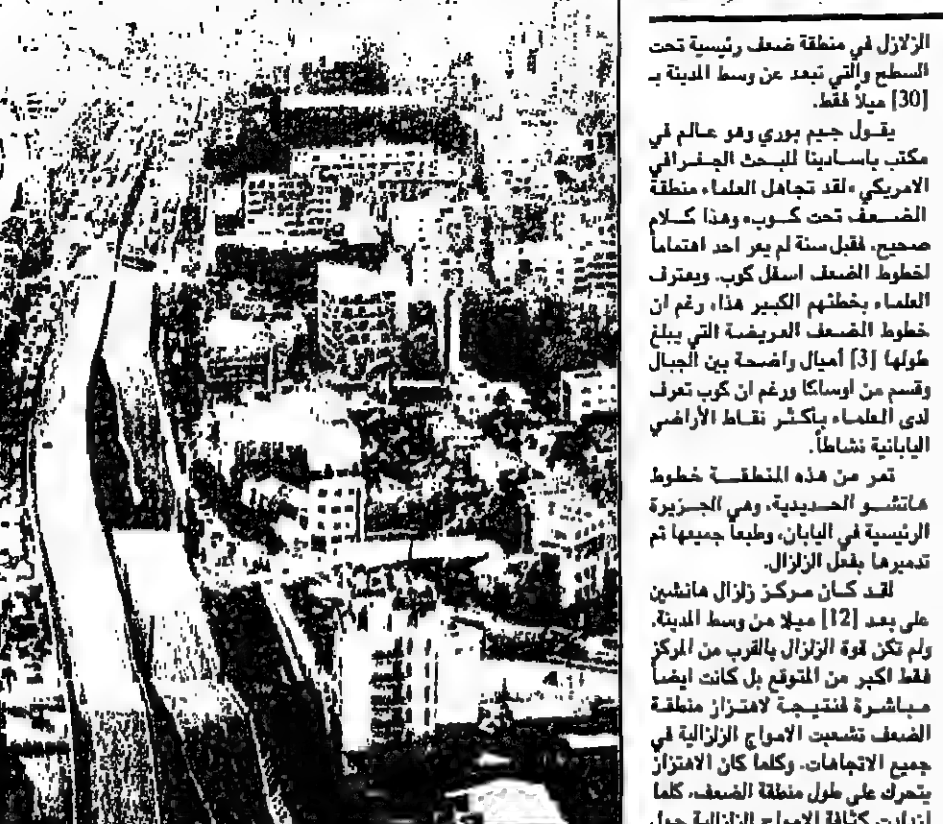 الزلازل في منطقة ضعف رئيسية تحت
السطح والتي تبعد عن وسط المدينة بـ
[30] ميلاً فقط.
يقول جيم بوري وهو عالم في
مكتب باسادينا للبحث الجغرافي
الامريكي «لقد تجاهل العلماء منطقة
الضعف تحت كوب» وهذا كلام
صحيح، فقبل سنة لم يعر احد اهتماماً
لخطوط الضعف اسفل كوب. ويعترف
العلماء بخطئهم الكبير هذا، رغم ان
خطوط الضعف العريضة التي يبلغ
طولها [3] أميال واضحة بين الجبال
وقسم من اوساكا ورغم ان كوب تعرف
لدى العلماء بأكثر نقاط الأراضي
اليابانية نشاطاً.
تمر من هذه المنطقة خطوط
هاتشو الحديدية، وهي الجزيرة
الرئيسية في اليابان، وطبعاً جميعها تم
تدميرها بفعل الزلزال.
لقد كان مركز زلزال هانشين
على بعد [12] ميلا من وسط المدينة.
ولم تكن قوة الزلزال بالقرب من المركز
فقط اكبر من المتوقع بل كانت ايضاً
مباشرة فنتيجة لاهتزاز منطقة
الضعف تشعبت الامواج الزلزالية في
جميع الاتجاهات. وكلما كان الاهتزاز
يتحرك على طول منطقة الضعف، كلما
ازدادت كثافة الامواج الزلزالية حول